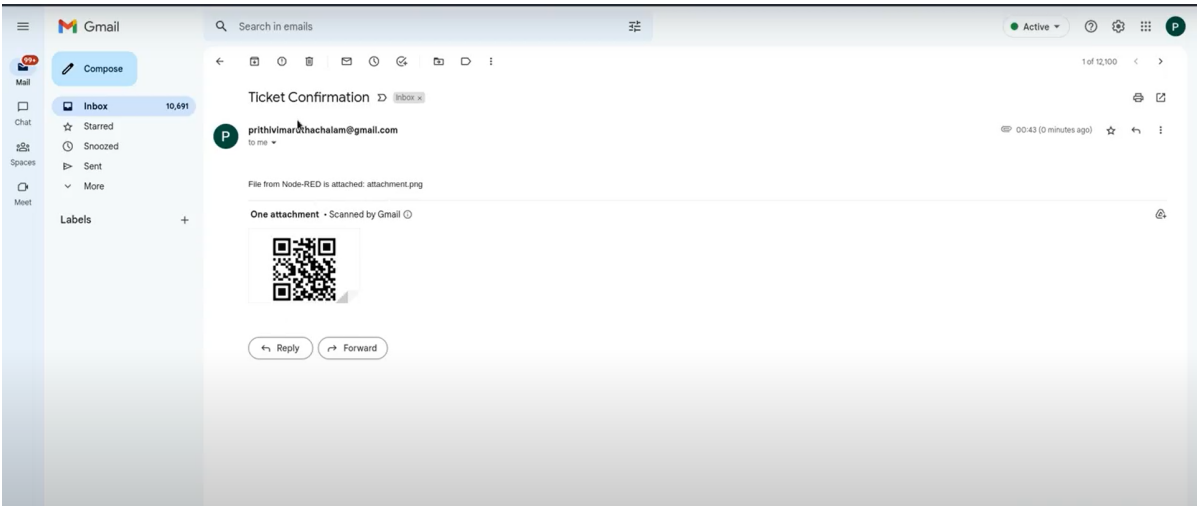 Gmail
Search in emails
Active
P
99+
Mail
Compose
1 of 12,100
Inbox 10,691
Ticket Confirmation Inbox ×
Chat
Starred
P
prithivimaruthachalam@gmail.com
00:43 (0 minutes ago)
to me
Snoozed
Spaces
Sent
More
File from Node-RED is attached: attachment.png
Meet
Labels
One attachment • Scanned by Gmail
Reply
Forward